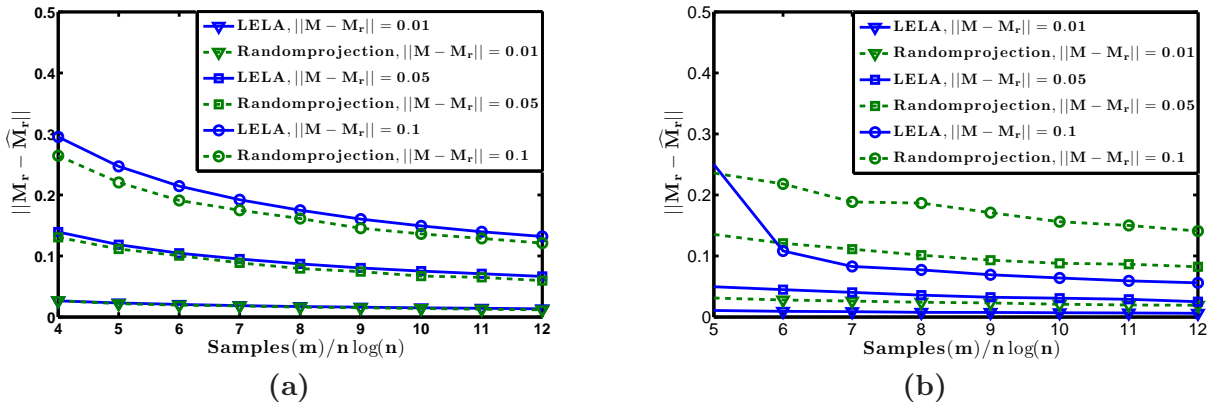 0.5
0.4
0.3
0.2
0.1
0
||M_r − \widehat{M}_r||
LELA, ||M − M_r|| = 0.01
Randomprojection, ||M − M_r|| = 0.01
LELA, ||M − M_r|| = 0.05
Randomprojection, ||M − M_r|| = 0.05
LELA, ||M − M_r|| = 0.1
Randomprojection, ||M − M_r|| = 0.1
4 5 6 7 8 9 10 11 12
Samples(m)/n log(n)
(a)
0.5
0.4
0.3
0.2
0.1
0
||M_r − \widehat{M}_r||
LELA, ||M − M_r|| = 0.01
Randomprojection, ||M − M_r|| = 0.01
LELA, ||M − M_r|| = 0.05
Randomprojection, ||M − M_r|| = 0.05
LELA, ||M − M_r|| = 0.1
Randomprojection, ||M − M_r|| = 0.1
5 6 7 8 9 10 11 12
Samples(m)/n log(n)
(b)